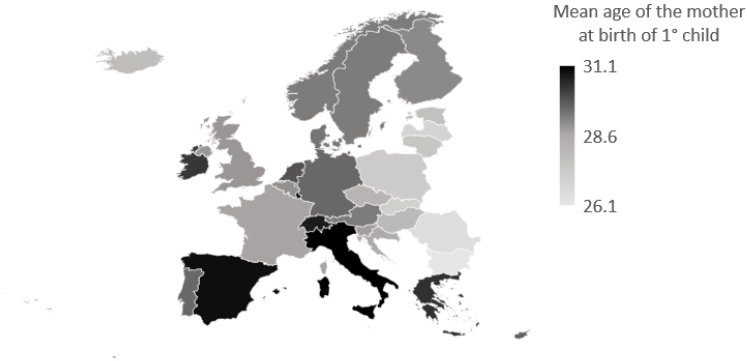 Mean age of the mother
at birth of 1° child
31.1
28.6
26.1